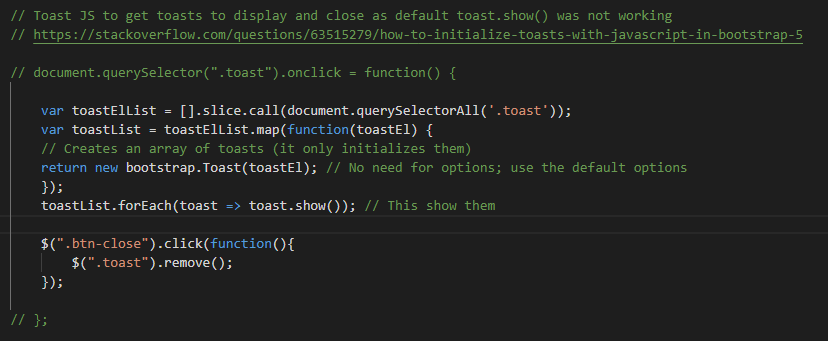 // Toast JS to get toasts to display and close as default toast.show() was not working
// https://stackoverflow.com/questions/63515279/how-to-initialize-toasts-with-javascript-in-bootstrap-5
// document.querySelector(".toast").onclick = function() {
var toastElList = [].slice.call(document.querySelectorAll('.toast'));
var toastList = toastElList.map(function(toastEl) {
// Creates an array of toasts (it only initializes them)
return new bootstrap.Toast(toastEl); // No need for options; use the default options
});
toastList.forEach(toast => toast.show()); // This show them
$(".btn-close").click(function(){
$(".toast").remove();
});
// };